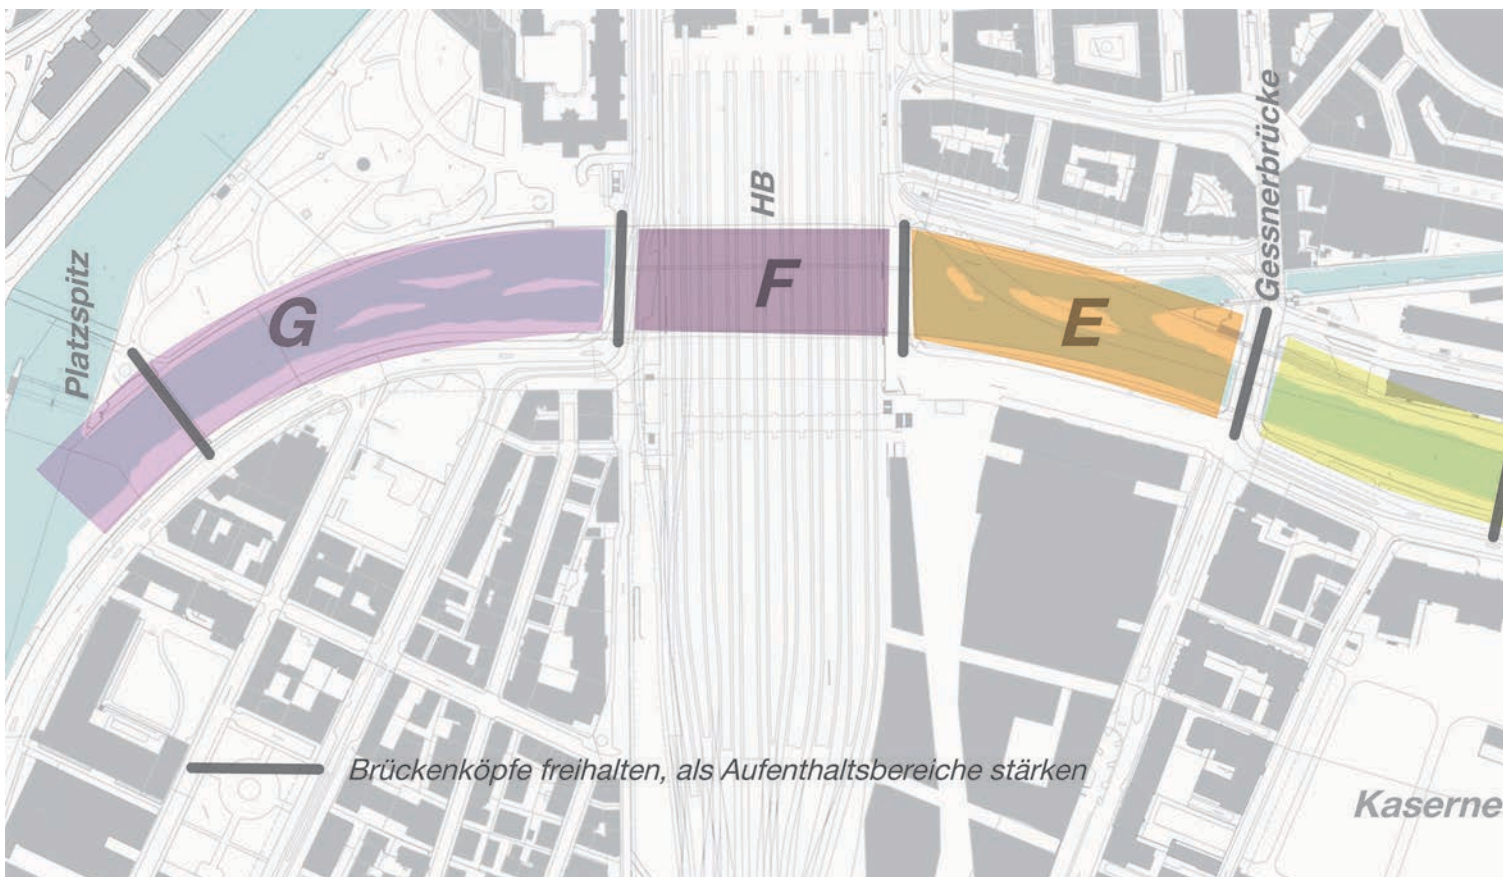 Platzspitz
G
HB
F
E
Gessnerbrücke
Brückenköpfe freihalten, als Aufenthaltsbereiche stärken
Kaserne